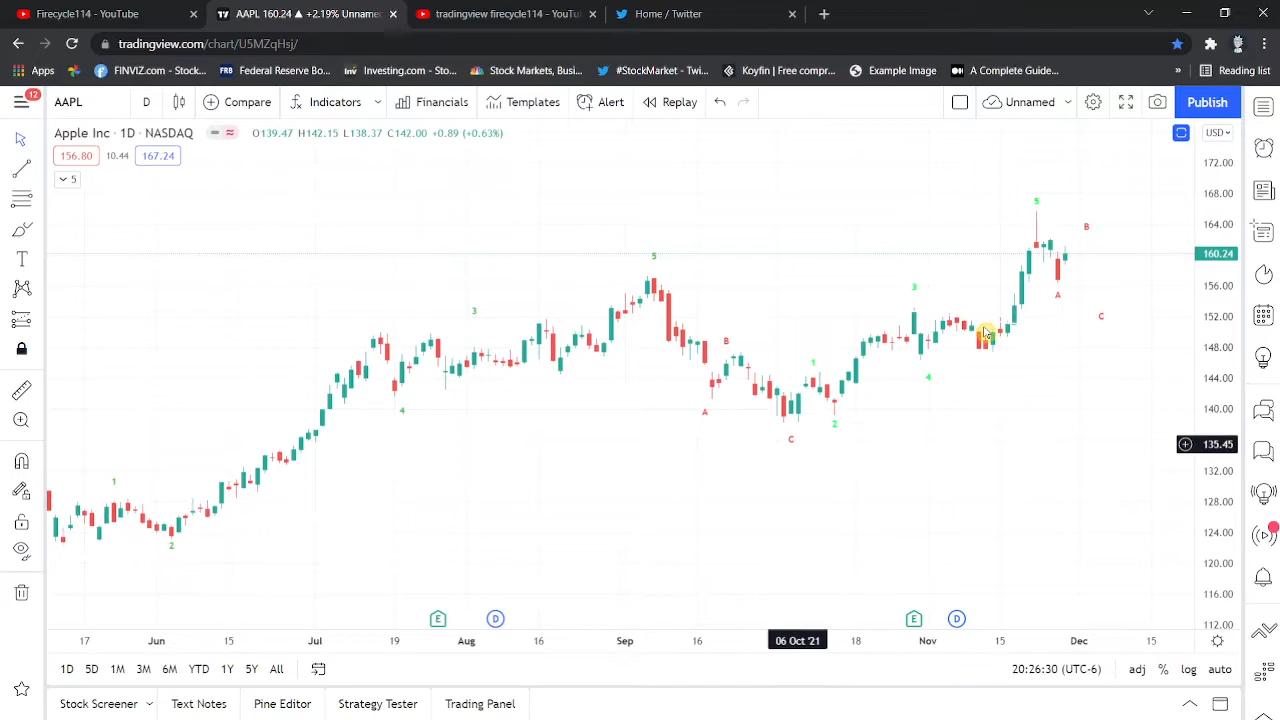 Firecycle114 - YouTube
AAPL 160.24 ▲ +2.19% Unname
tradingview firecycle114 - YouTu
Home / Twitter
tradingview.com/chart/U5MZqHsj/
Apps
FINVIZ.com - Stock...
Federal Reserve Bo...
Investing.com - Sto...
Stock Markets, Busi...
#StockMarket - Twi...
Koyfin | Free compr...
Example Image
A Complete Guide...
»
Reading list
12
AAPL
D
Compare
Indicators
Financials
Templates
Alert
Replay
Unnamed
Publish
Apple Inc · 1D · NASDAQ
O139.47 H142.15 L138.37 C142.00 +0.89 (+0.63%)
USD
156.80 10.44 167.24
5
172.00
168.00
164.00
160.24
156.00
152.00
148.00
144.00
140.00
135.45
132.00
128.00
124.00
120.00
116.00
112.00
1
2
3
4
5
A
B
C
1
2
3
4
5
A
B
C
E
D
E
D
17
Jun
15
Jul
19
Aug
16
Sep
16
06 Oct '21
18
Nov
15
Dec
15
1D
5D
1M
3M
6M
YTD
1Y
5Y
All
20:26:30 (UTC-6)
adj
%
log
auto
Stock Screener
Text Notes
Pine Editor
Strategy Tester
Trading Panel